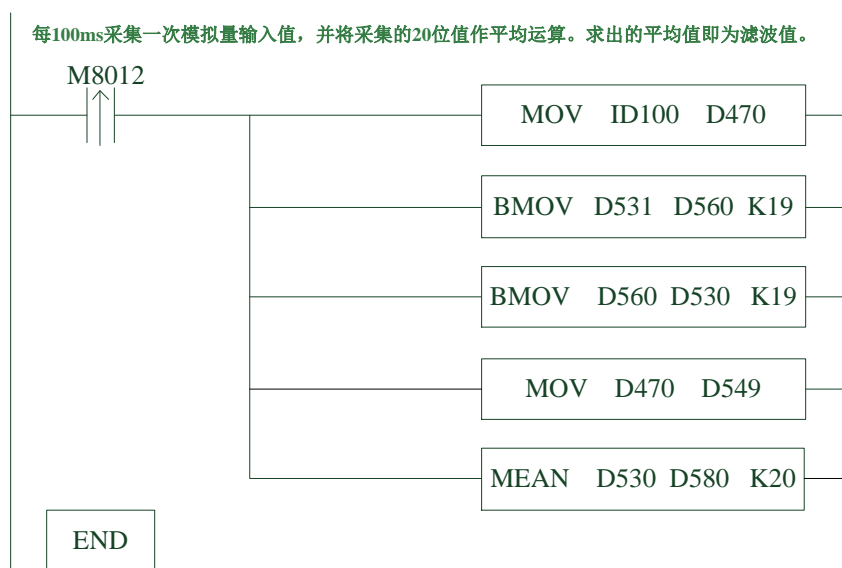 每100ms采集一次模拟量输入值，并将采集的20位值作平均运算。求出的平均值即为滤波值。
M8012
MOV ID100 D470
BMOV D531 D560 K19
BMOV D560 D530 K19
MOV D470 D549
MEAN D530 D580 K20
END